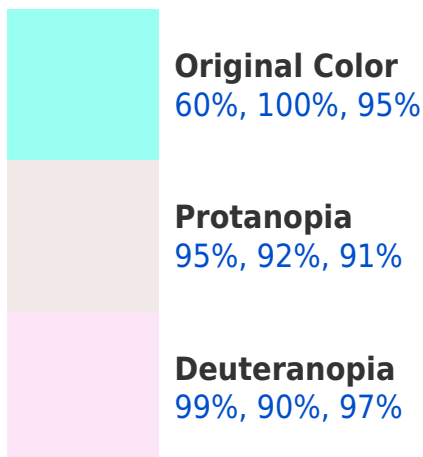 Original Color
60%, 100%, 95%
Protanopia
95%, 92%, 91%
Deuteranopia
99%, 90%, 97%